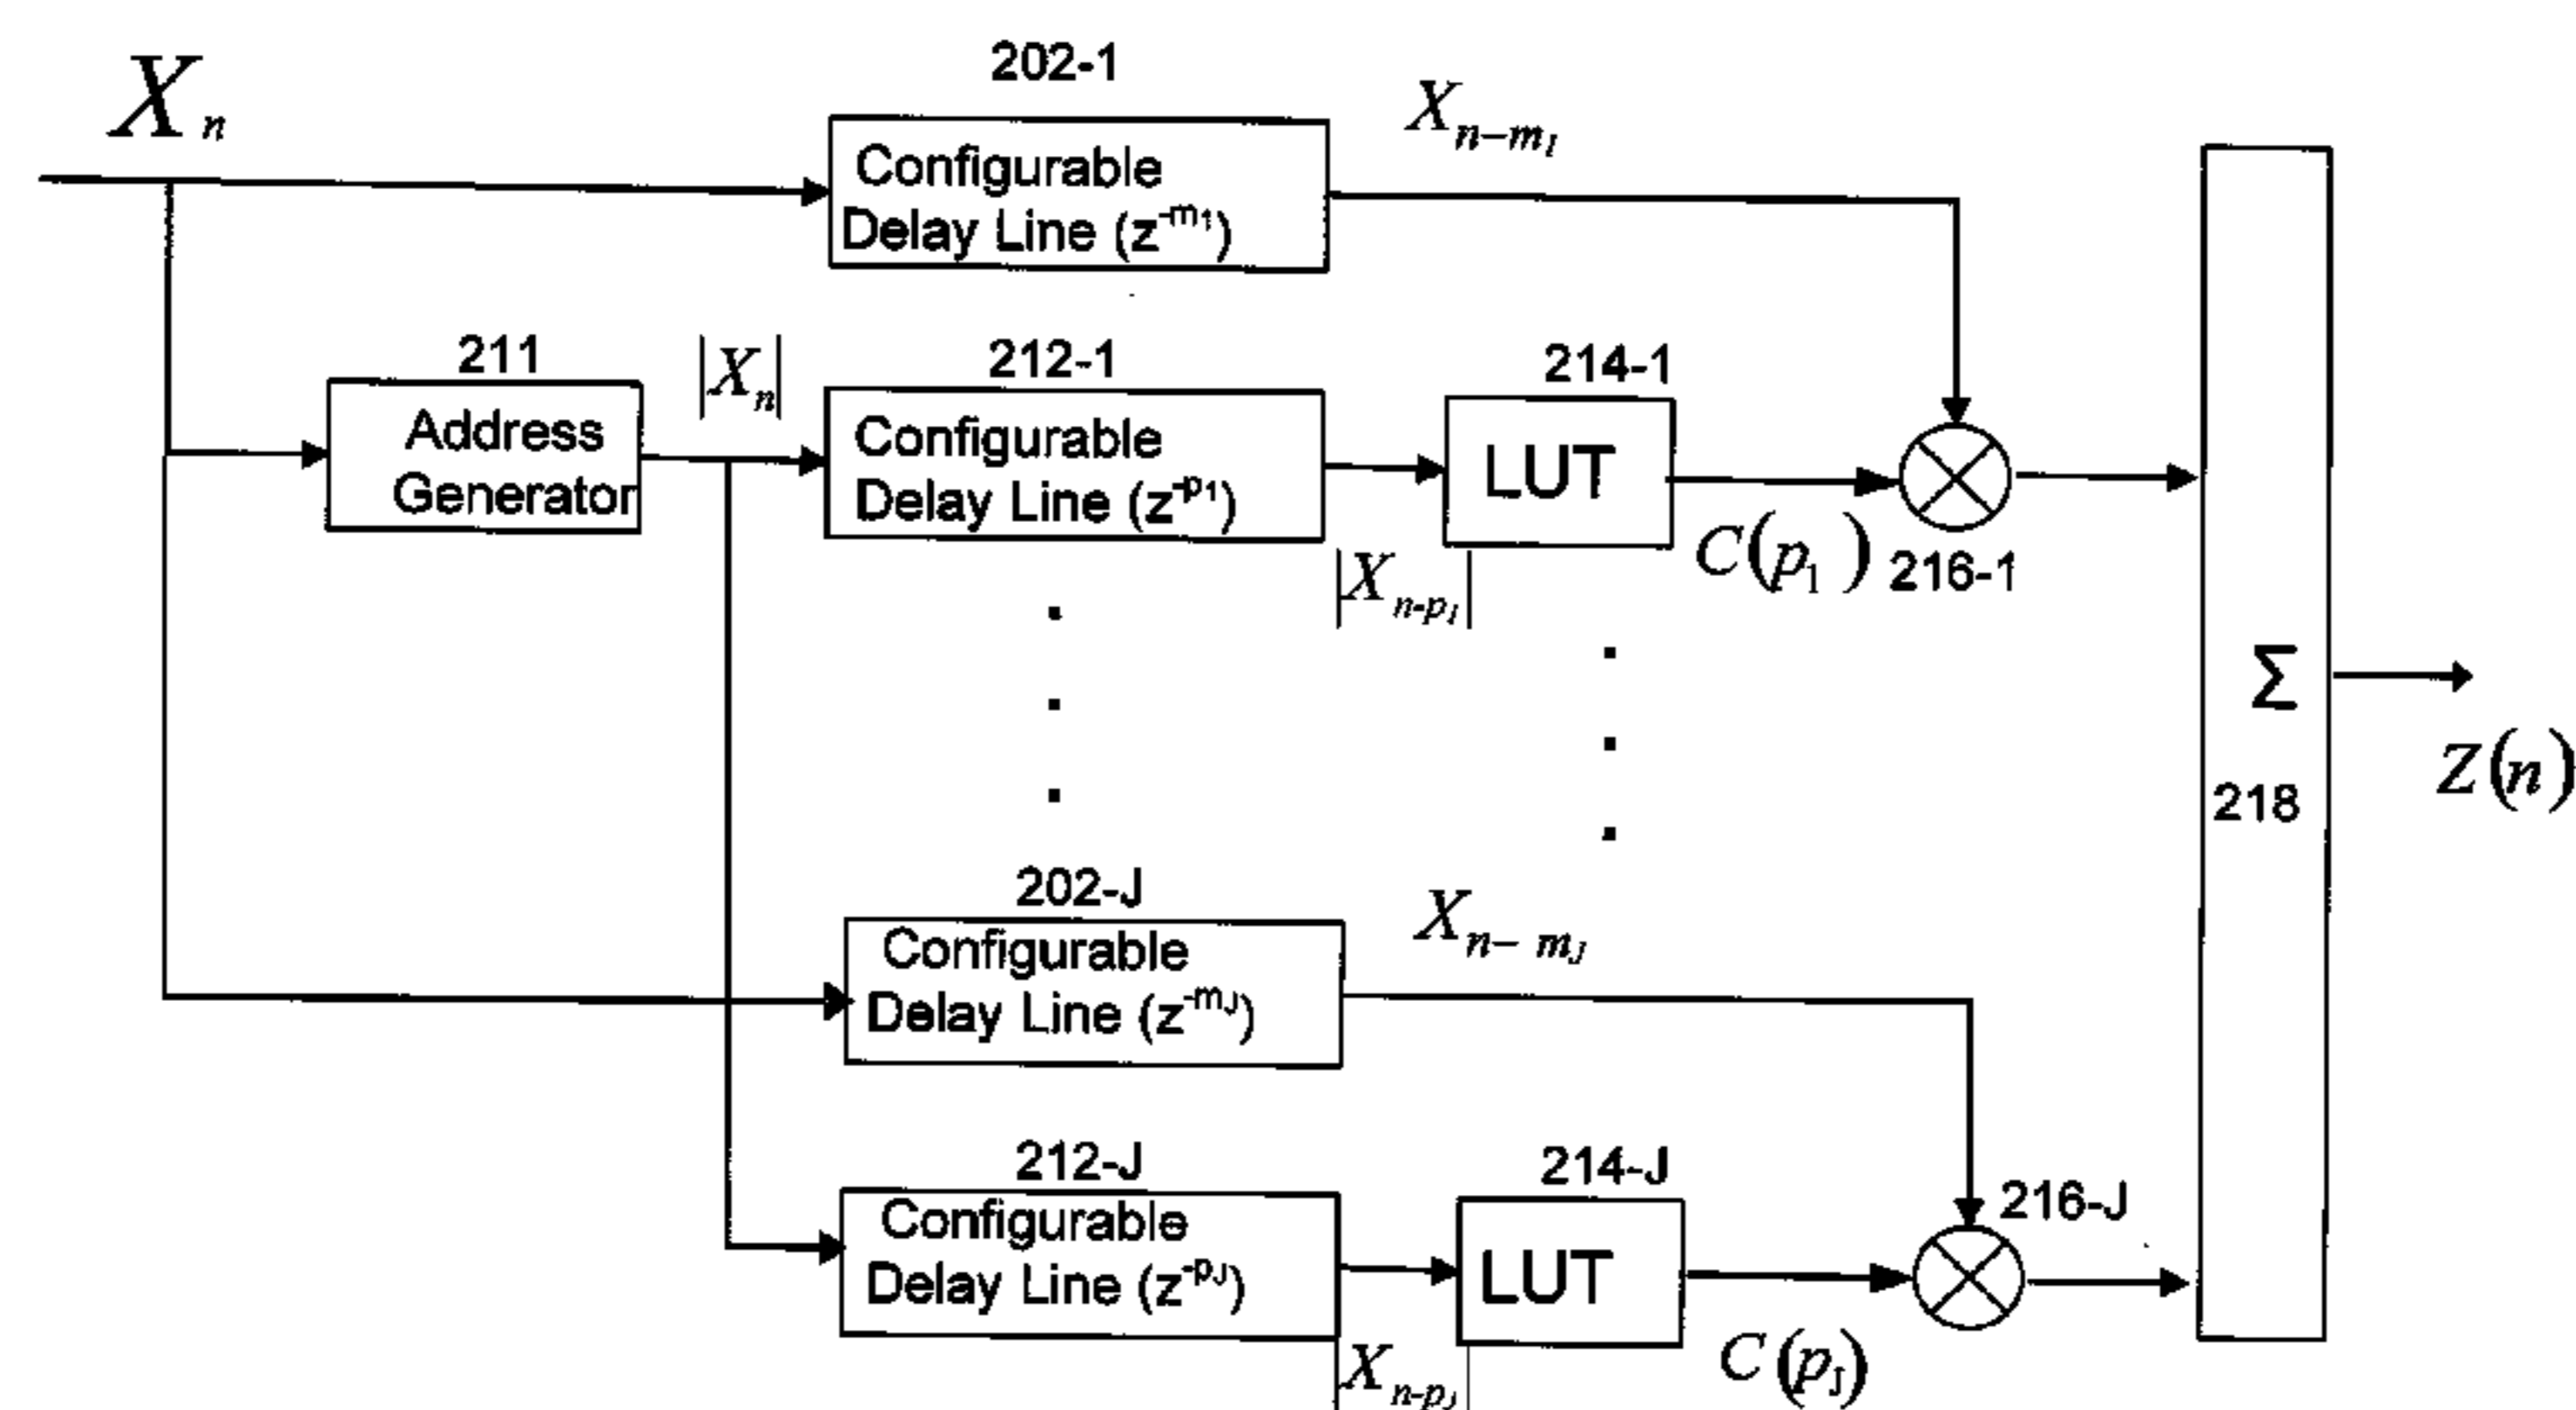 202-1
X_n
X_{n-m_1}
Configurable
Delay Line (z^{-m_1})
211
|X_n|
212-1
214-1
Address
Generator
Configurable
Delay Line (z^{-p_1})
LUT
|X_{n-p_1}|
C(p_1)
216-1
Σ
218
Z(n)
202-J
X_{n-m_J}
Configurable
Delay Line (z^{-m_J})
212-J
214-J
216-J
Configurable
Delay Line (z^{-p_J})
LUT
|X_{n-p_J}|
C(p_J)